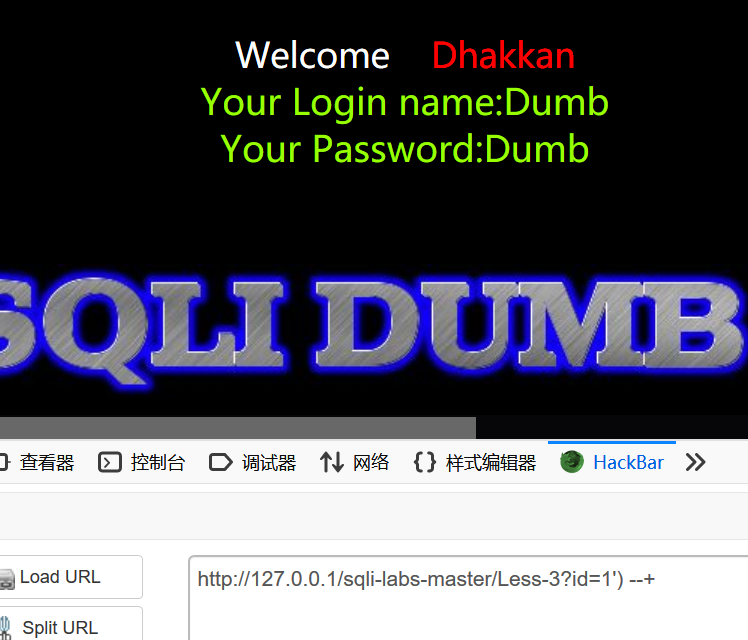 Welcome Dhakkan
Your Login name:Dumb
Your Password:Dumb
SQLI DUMB
查看器 控制台 调试器 网络 样式编辑器 HackBar
Load URL
http://127.0.0.1/sqli-labs-master/Less-3?id=1') --+
Split URL